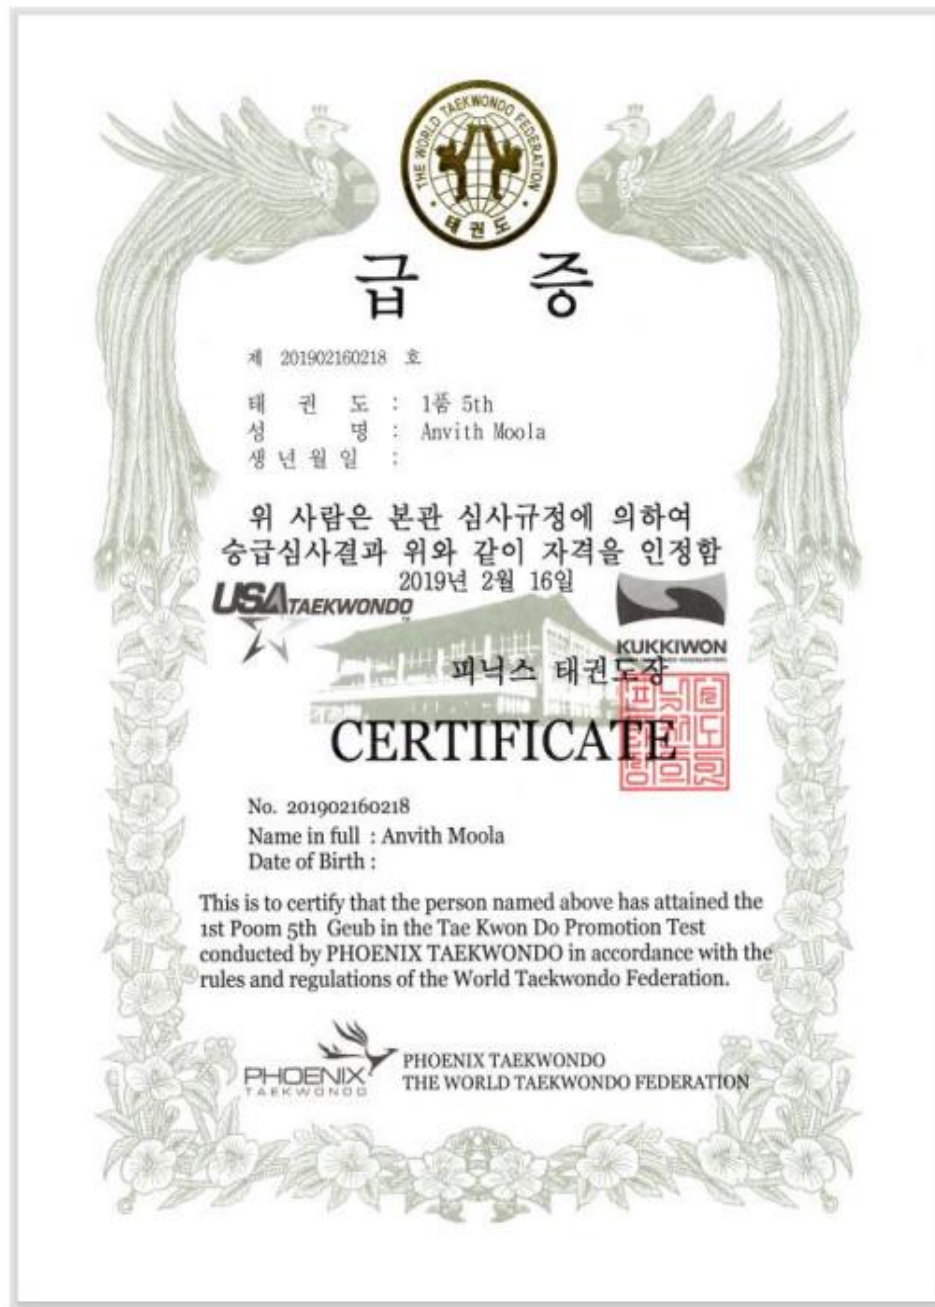 THE WORLD TAEKWONDO FEDERATION
태권도
급 증
제 201902160218 호
태 권 도 : 1품 5th
성 명 : Anvith Moola
생년월일 :
위 사람은 본관 심사규정에 의하여
승급심사결과 위와 같이 자격을 인정함
2019년 2월 16일
USA TAEKWONDO
KUKKIWON
피닉스 태권도장
CERTIFICATE
No. 201902160218
Name in full : Anvith Moola
Date of Birth :
This is to certify that the person named above has attained the
1st Poom 5th Geub in the Tae Kwon Do Promotion Test
conducted by PHOENIX TAEKWONDO in accordance with the
rules and regulations of the World Taekwondo Federation.
PHOENIX
TAEKWONDO
PHOENIX TAEKWONDO
THE WORLD TAEKWONDO FEDERATION